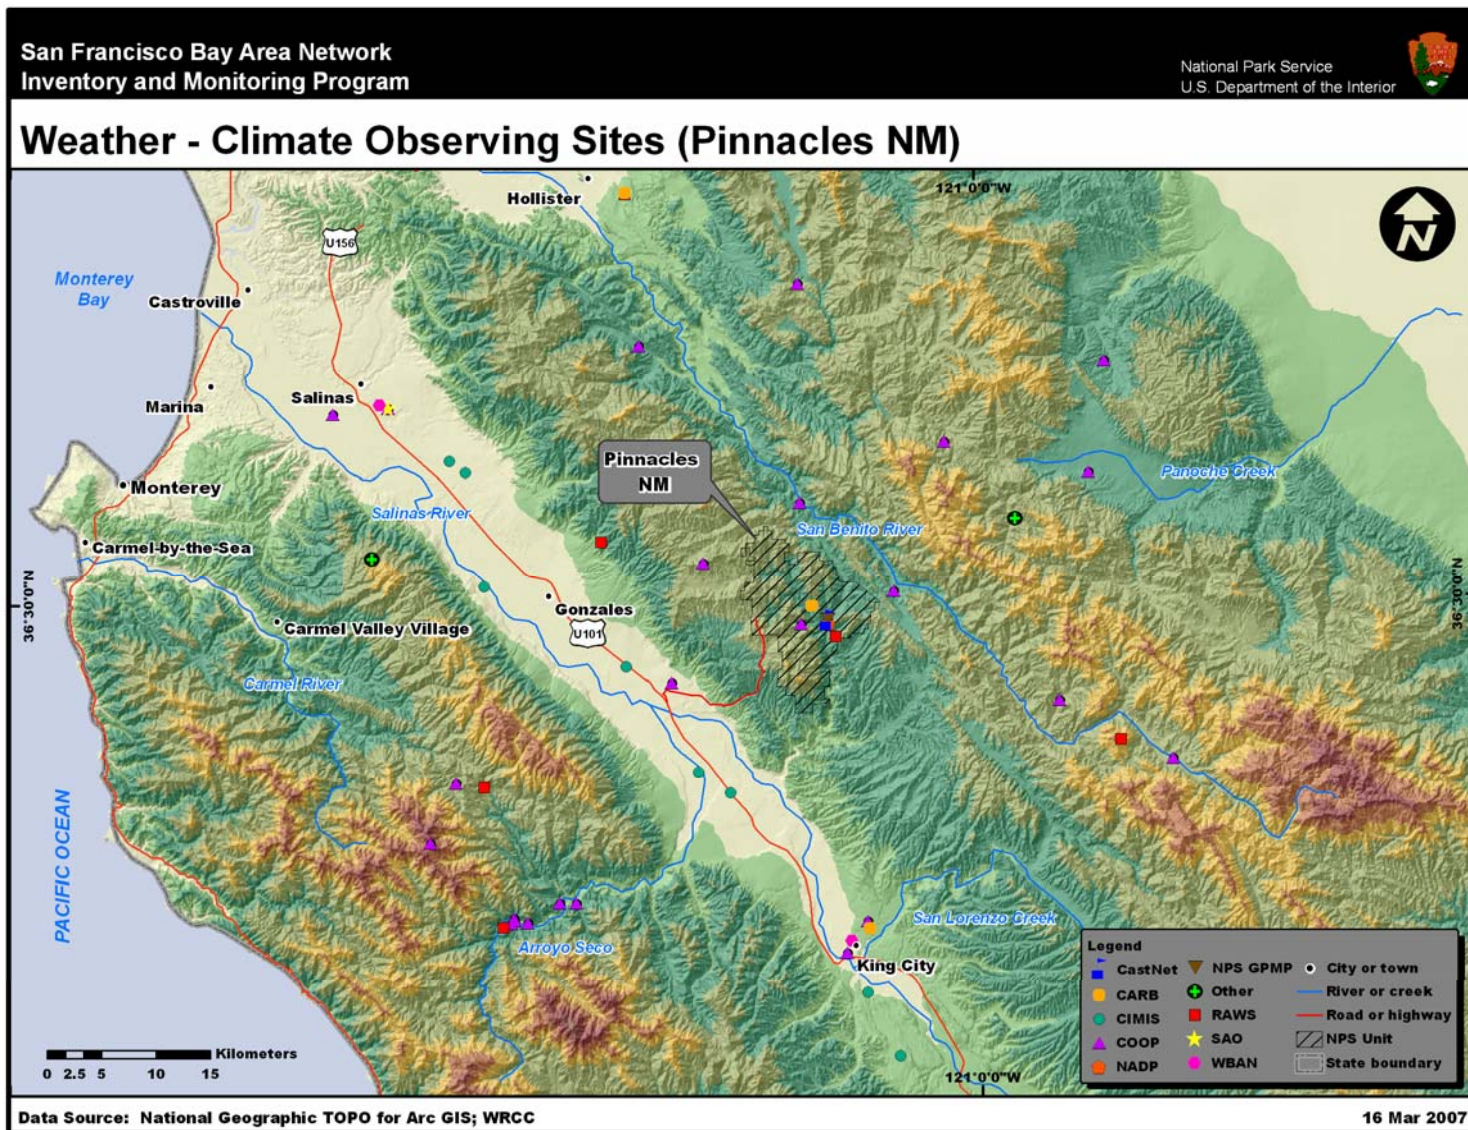 San Francisco Bay Area Network
Inventory and Monitoring Program
National Park Service
U.S. Department of the Interior
Weather - Climate Observing Sites (Pinnacles NM)
Hollister
121°0'0"W
N
U156
Monterey
Bay
Castroville
Salinas
Marina
Pinnacles
NM
Panoche Creek
Monterey
Salinas River
San Benito River
Carmel-by-the-Sea
36°30'0"N
36°30'0"N
Gonzales
U101
Carmel Valley Village
Carmel River
PACIFIC OCEAN
San Lorenzo Creek
Arroyo Seco
King City
Legend
CastNet
NPS GPMP
City or town
CARB
Other
River or creek
CIMIS
RAWS
Road or highway
COOP
SAO
NPS Unit
NADP
WBAN
State boundary
Kilometers
0 2.5 5 10 15
121°0'0"W
Data Source: National Geographic TOPO for Arc GIS; WRCC
16 Mar 2007